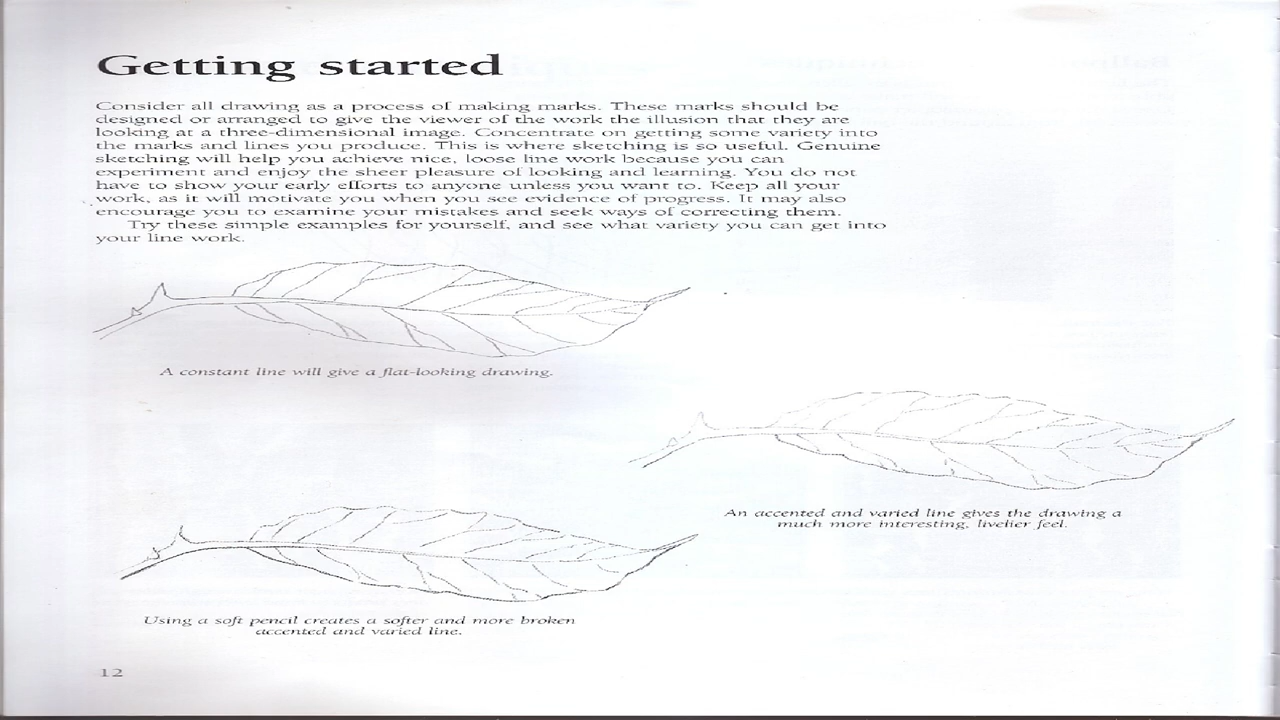 Getting started
Consider all drawing as a process of making marks. These marks should be
designed or arranged to give the viewer of the work the illusion that they are
looking at a three-dimensional image. Concentrate on getting some variety into
the marks and lines you produce. This is where sketching is so useful. Genuine
sketching will help you achieve nice, loose line work because you can
experiment and enjoy the sheer pleasure of looking and learning. You do not
have to show your early efforts to anyone unless you want to. Keep all your
work, as it will motivate you when you see evidence of progress. It may also
encourage you to examine your mistakes and seek ways of correcting them.
Try these simple examples for yourself, and see what variety you can get into
your line work.
A constant line will give a flat-looking drawing.
An accented and varied line gives the drawing a
much more interesting, livelier feel.
Using a soft pencil creates a softer and more broken
accented and varied line.
12